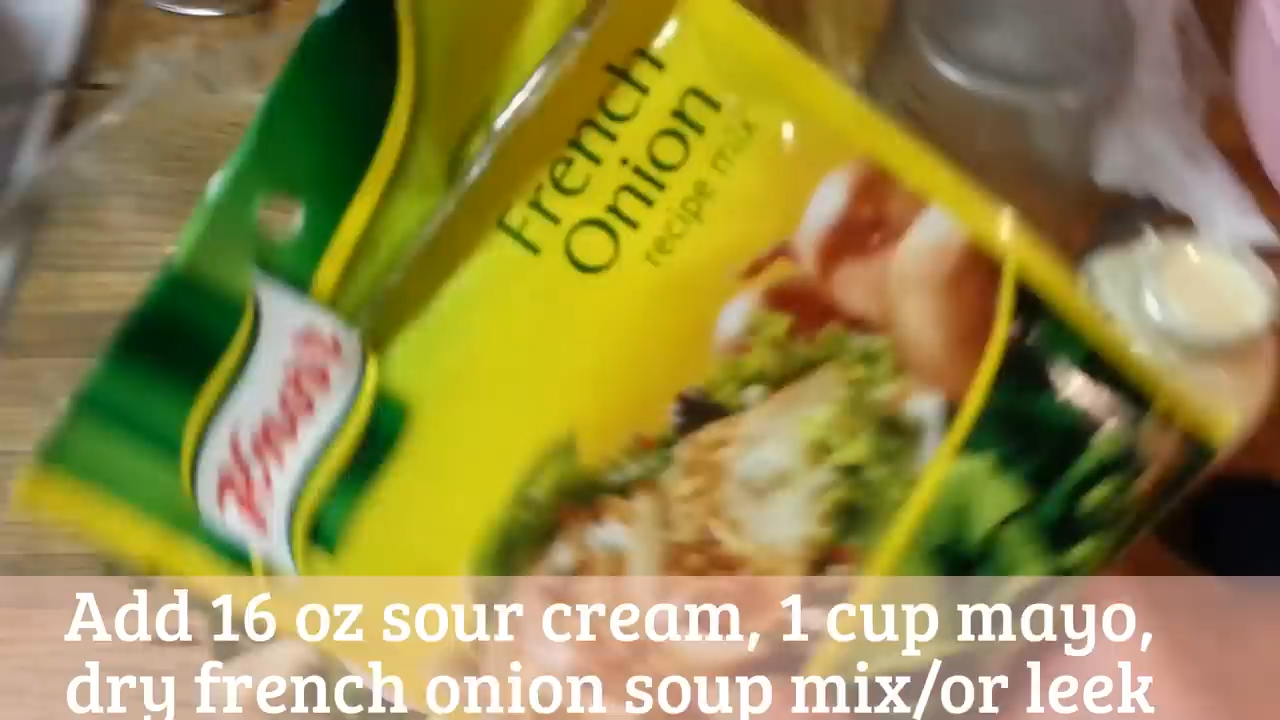 French
Onion
recipe mix
Knorr
Add 16 oz sour cream, 1 cup mayo,
dry french onion soup mix/or leek